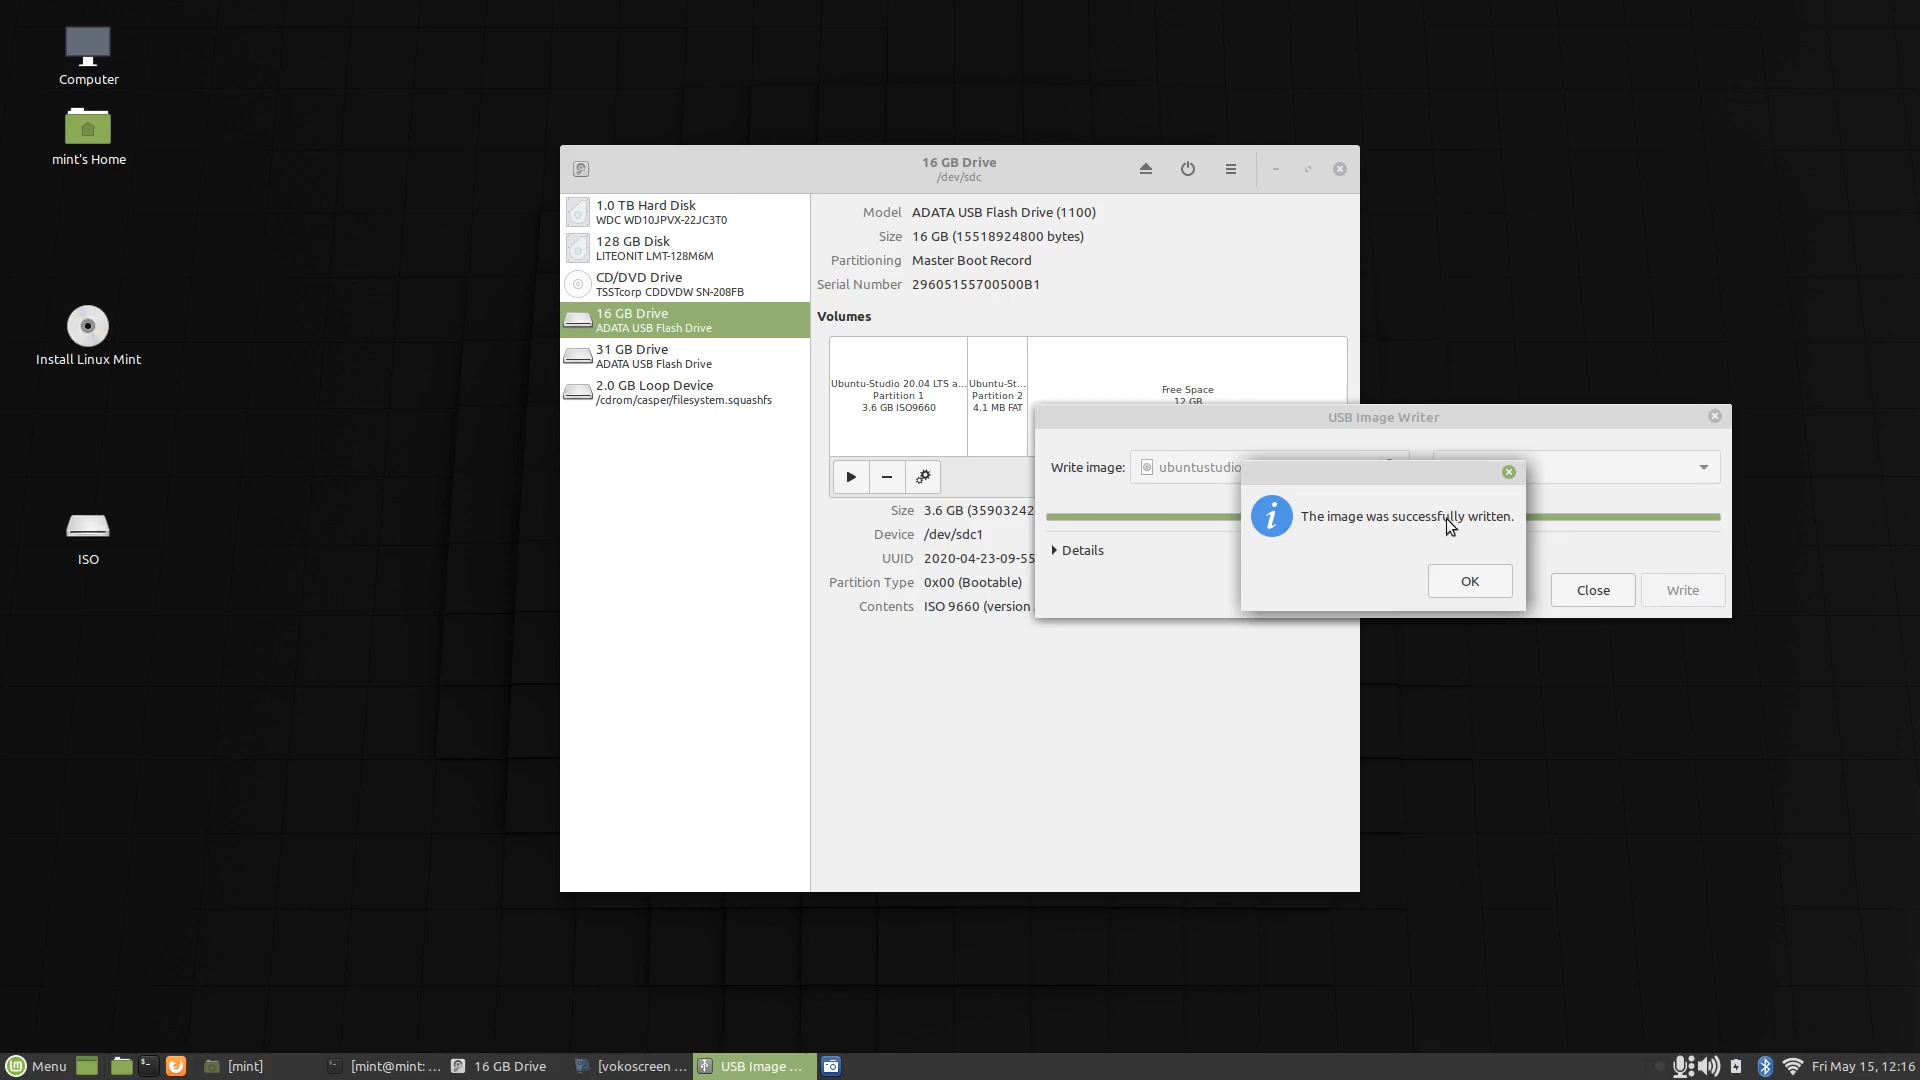 Computer
mint's Home
Install Linux Mint
ISO
16 GB Drive
/dev/sdc
1.0 TB Hard Disk
WDC WD10JPVX-22JC3T0
128 GB Disk
LITEONIT LMT-128M6M
CD/DVD Drive
TSSTcorp CDDVDW SN-208FB
16 GB Drive
ADATA USB Flash Drive
31 GB Drive
ADATA USB Flash Drive
2.0 GB Loop Device
/cdrom/casper/filesystem.squashfs
Model ADATA USB Flash Drive (1100)
Size 16 GB (15518924800 bytes)
Partitioning Master Boot Record
Serial Number 29605155700500B1
Volumes
Ubuntu-Studio 20.04 LTS a...
Partition 1
3.6 GB ISO9660
Ubuntu-St...
Partition 2
4.1 MB FAT
Free Space
12 GB
Size 3.6 GB (35903242
Device /dev/sdc1
UUID 2020-04-23-09-55
Partition Type 0x00 (Bootable)
Contents ISO 9660 (version
USB Image Writer
Write image: ubuntustudio
Details
Close
Write
The image was successfully written.
OK
Menu
[mint]
[mint@mint: ...
16 GB Drive
[vokoscreen ...
USB Image ...
Fri May 15, 12:16